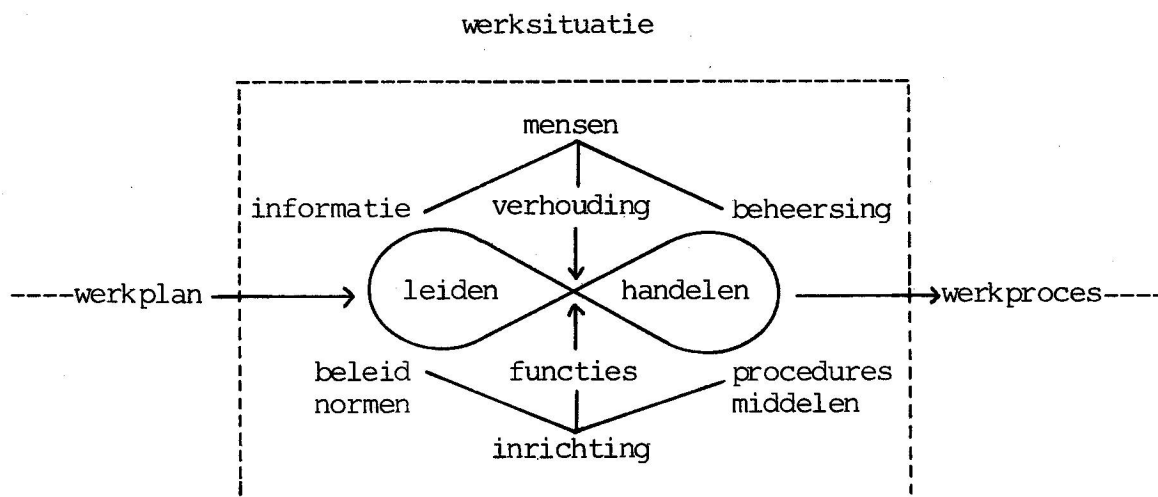 werksituatie
mensen
informatie verhouding beheersing
----werkplan leiden handelen werkproces----
beleid functies procedures
normen middelen
inrichting